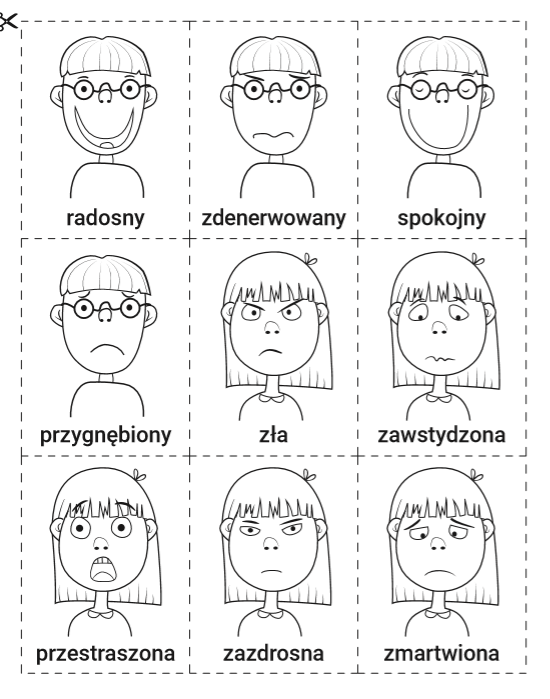 radosny
zdenerwowany
spokojny
przygnębiony
zła
zawstydzona
przestraszona
zazdrosna
zmartwiona